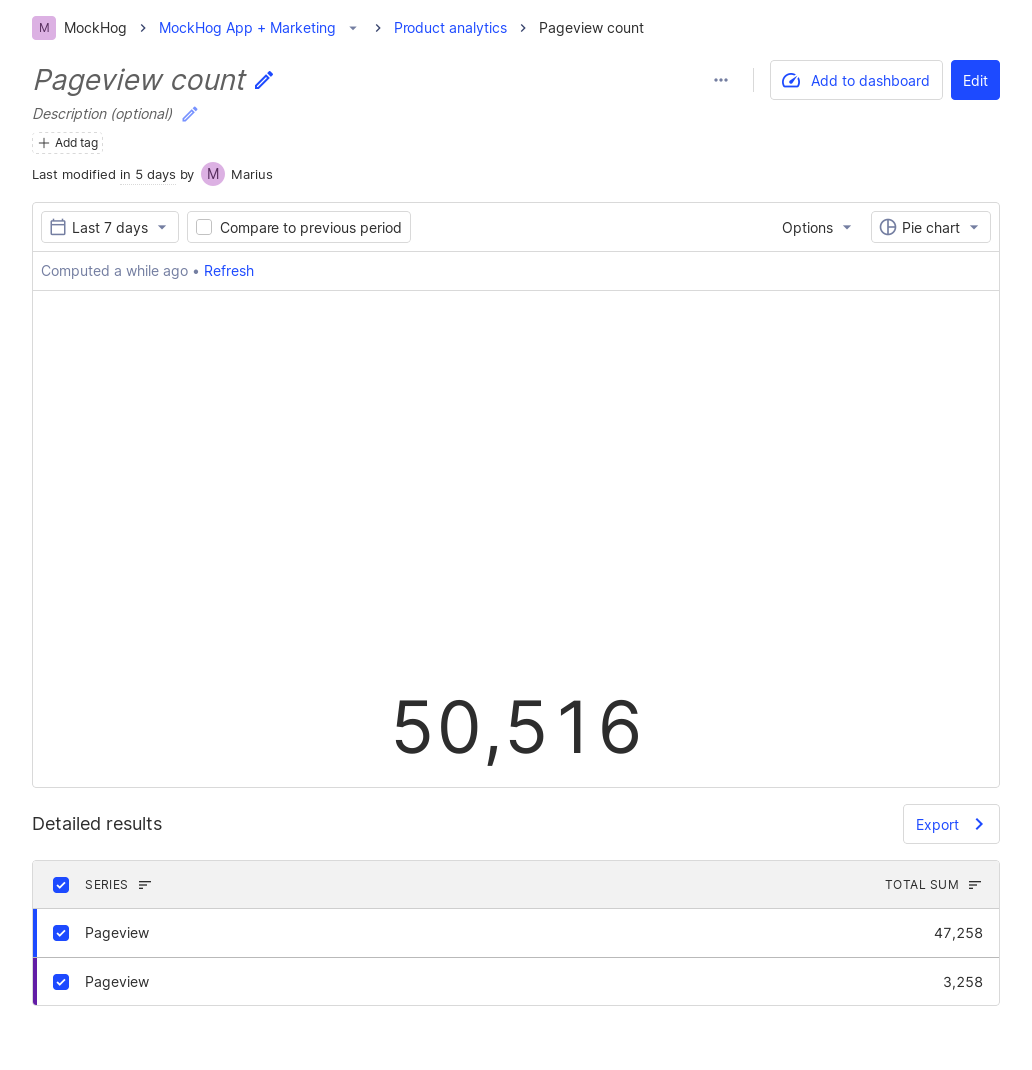 M MockHog MockHog App + Marketing Product analytics Pageview count
Pageview count
Add to dashboard Edit
Description (optional)
Add tag
Last modified in 5 days by M Marius
Last 7 days Compare to previous period Options Pie chart
Computed a while ago • Refresh
50,516
Detailed results Export
SERIES TOTAL SUM
Pageview 47,258
Pageview 3,258